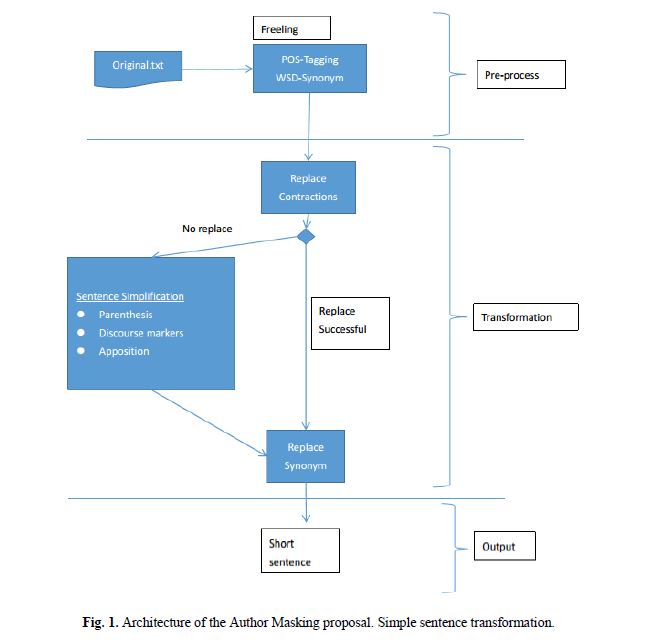 Freeling
Original.txt
POS-Tagging
WSD-Synonym
Pre-process
Replace
Contractions
No replace
Sentence Simplification
● Parenthesis
● Discourse markers
● Apposition
Replace
Successful
Transformation
Replace
Synonym
Short
sentence
Output
Fig. 1. Architecture of the Author Masking proposal. Simple sentence transformation.